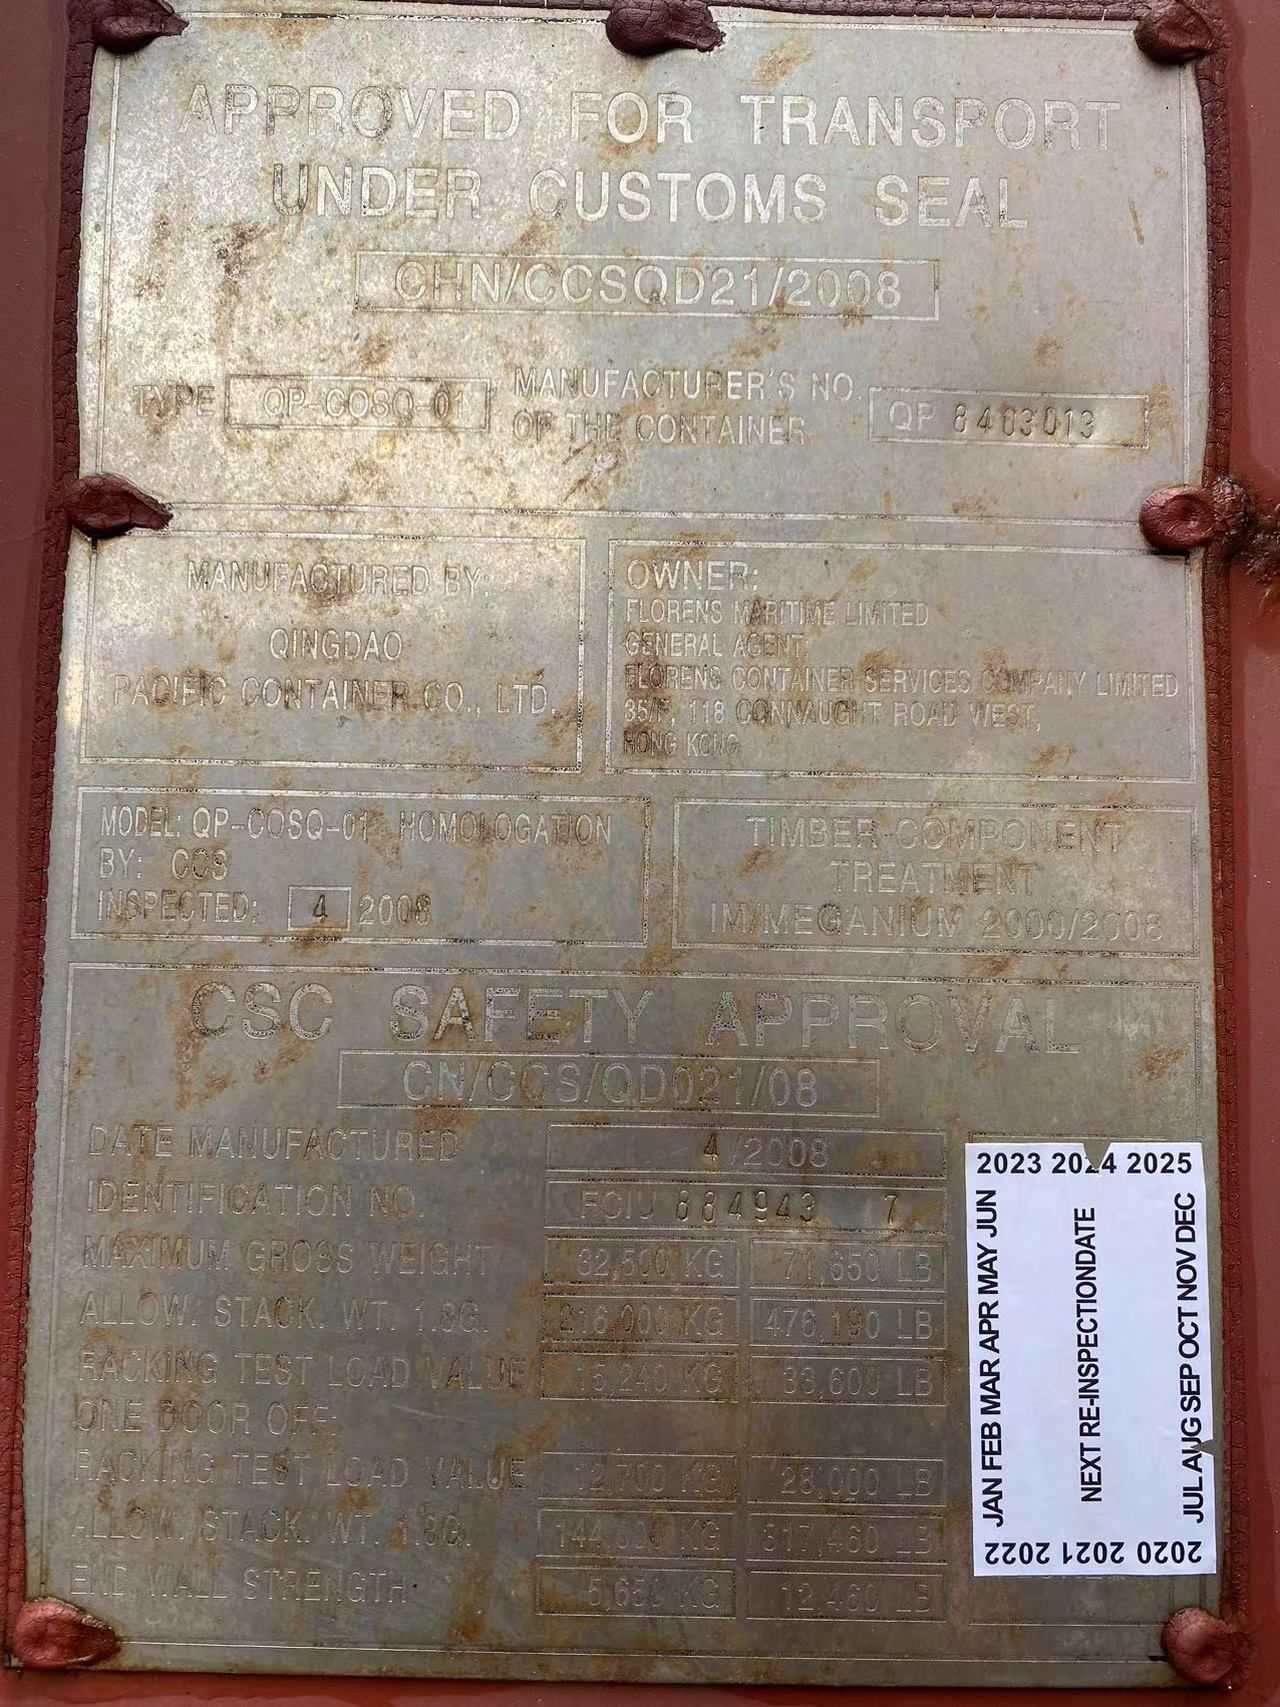 APPROVED FOR TRANSPORT
UNDER CUSTOMS SEAL
CHN/CCSQD21/2008
TYPE QP-COSQ-01 MANUFACTURER'S NO. OF THE CONTAINER QP 8463013
MANUFACTURED BY:
QINGDAO
PACIFIC CONTAINER CO., LTD.
OWNER:
FLORENS MARITIME LIMITED
GENERAL AGENT:
FLORENS CONTAINER SERVICES COMPANY LIMITED
35/F, 118 CONNAUGHT ROAD WEST,
HONG KONG
MODEL: QP-COSQ-01 HOMOLOGATION
BY: CCS
INSPECTED: 4 2008
TIMBER COMPONENT
TREATMENT
IM/MEGANIUM 2000/2008
CSC SAFETY APPROVAL
CN/CCS/QD021/08
DATE MANUFACTURED 4/2008
IDENTIFICATION NO. FCIU 884943 7
MAXIMUM GROSS WEIGHT 32,500 KG 71,650 LB
ALLOW. STACK. WT. 1.8G. 216,000 KG 476,190 LB
RACKING TEST LOAD VALUE 15,240 KG 33,600 LB
ONE DOOR OFF:
RACKING TEST LOAD VALUE 12,700 KG 28,000 LB
ALLOW. STACK. WT. 1.8G. KG 317,460 LB
END WALL STRENGTH 5,650 KG 12,460 LB
2023 2024 2025
JAN FEB MAR APR MAY JUN
NEXT RE-INSPECTIONDATE
JUL AUG SEP OCT NOV DEC
2020 2021 2022